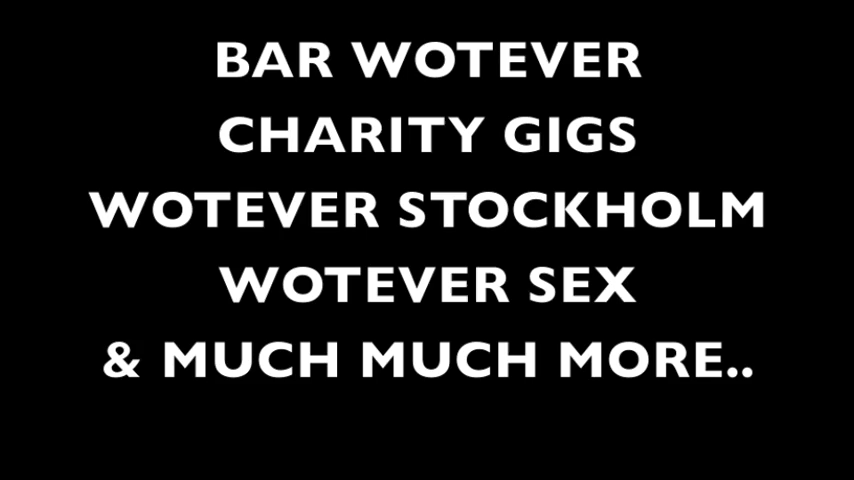 BAR WOTEVER
CHARITY GIGS
WOTEVER STOCKHOLM
WOTEVER SEX
& MUCH MUCH MORE..